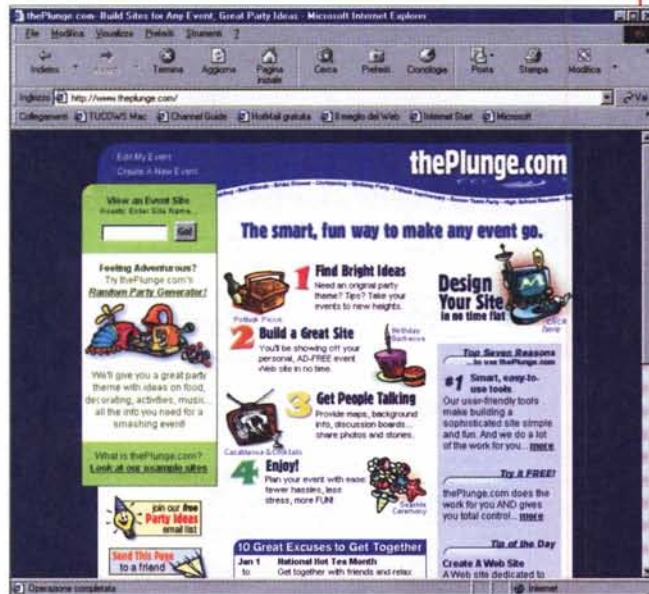 thePlunge.com- Build Sites for Any Event, Great Party Ideas - Microsoft Internet Explorer
File Modifica Visualizza Preferiti Strumenti ?
Indietro Termina Aggiorna Pagina iniziale Cerca Preferiti Cronologia Posta Stampa Modifica
Indirizzo http://www.theplunge.com/ Vai
Collegamenti TUCOWS Mac Channel Guide HotMail gratuita Il meglio del Web Internet Start Microsoft
Edit My Event
Create A New Event
thePlunge.com
View an Event Site
Guests: Enter Site Name...
Go!
Feeling Adventurous?
Try thePlunge.com's
Random Party Generator!
We'll give you a great party
theme with ideas on food,
decorating, activities, music...
all the info you need for a
smashing event!
What is thePlunge.com?
Look at our example sites
join our free
Party Ideas
email list
Send This Page
to a friend
The smart, fun way to make any event go.
1 Find Bright Ideas
Need an original party
theme? Tips? Take your
events to new heights.
Potluck Picnic
2 Build a Great Site
You'll be showing off your
personal, AD-FREE event
Web site in no time.
Birthday
Barbecue
3 Get People Talking
Provide maps, background
info, discussion boards...
share photos and stories.
Casablanca & Cocktails
4 Enjoy!
Plan your event with ease:
fewer hassles, less
stress, more FUN!
Seaside
Ceremony
10 Great Excuses to Get Together
Jan 1 National Hot Tea Month
to Get together with friends and relax
Design
Your Site
in no time flat
click
here
Top Seven Reasons
... to use thePlunge.com
#1 Smart, easy-to-
use tools
Our user-friendly tools
make building a
sophisticated site simple
and fun. And we do a lot
of the work for you... more
Try it FREE!
thePlunge.com does the
work for you AND gives
you total control... more
Tip of the Day
Create A Web Site
A Web site dedicated to
Operazione completata Internet